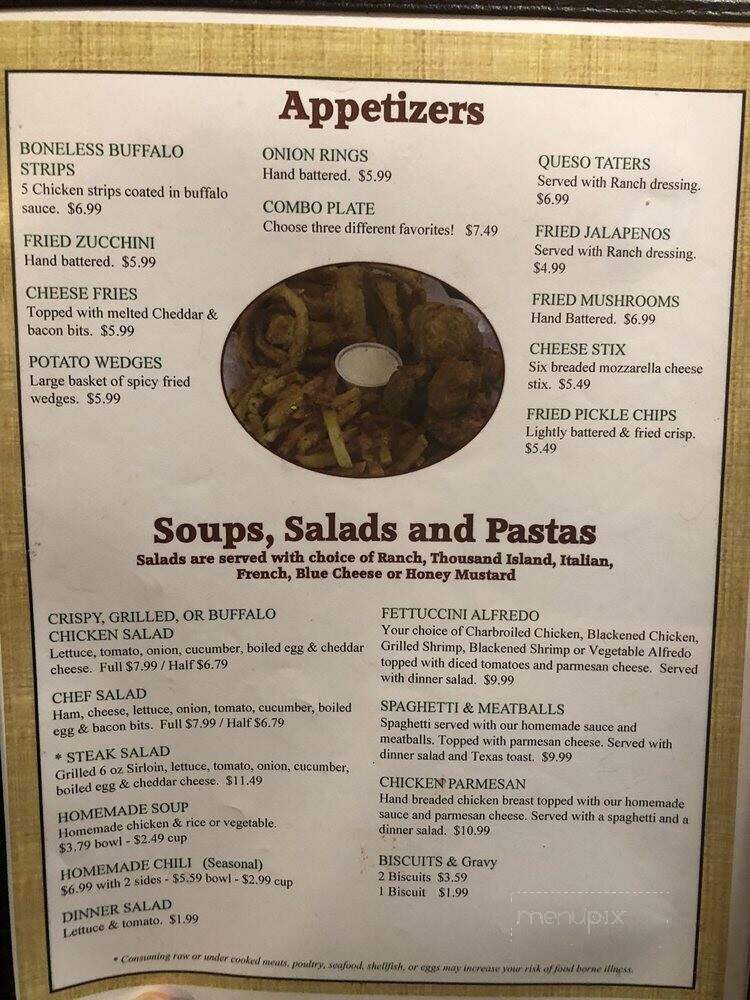 Appetizers
BONELESS BUFFALO
STRIPS
5 Chicken strips coated in buffalo
sauce. $6.99
FRIED ZUCCHINI
Hand battered. $5.99
CHEESE FRIES
Topped with melted Cheddar &
bacon bits. $5.99
POTATO WEDGES
Large basket of spicy fried
wedges. $5.99
ONION RINGS
Hand battered. $5.99
COMBO PLATE
Choose three different favorites! $7.49
QUESO TATERS
Served with Ranch dressing.
$6.99
FRIED JALAPENOS
Served with Ranch dressing.
$4.99
FRIED MUSHROOMS
Hand Battered. $6.99
CHEESE STIX
Six breaded mozzarella cheese
stix. $5.49
FRIED PICKLE CHIPS
Lightly battered & fried crisp.
$5.49
Soups, Salads and Pastas
Salads are served with choice of Ranch, Thousand Island, Italian,
French, Blue Cheese or Honey Mustard
CRISPY, GRILLED, OR BUFFALO
CHICKEN SALAD
Lettuce, tomato, onion, cucumber, boiled egg & cheddar
cheese. Full $7.99 / Half $6.79
CHEF SALAD
Ham, cheese, lettuce, onion, tomato, cucumber, boiled
egg & bacon bits. Full $7.99 / Half $6.79
* STEAK SALAD
Grilled 6 oz Sirloin, lettuce, tomato, onion, cucumber,
boiled egg & cheddar cheese. $11.49
HOMEMADE SOUP
Homemade chicken & rice or vegetable.
$3.79 bowl - $2.49 cup
HOMEMADE CHILI (Seasonal)
$6.99 with 2 sides - $5.59 bowl - $2.99 cup
DINNER SALAD
Lettuce & tomato. $1.99
FETTUCCINI ALFREDO
Your choice of Charbroiled Chicken, Blackened Chicken,
Grilled Shrimp, Blackened Shrimp or Vegetable Alfredo
topped with diced tomatoes and parmesan cheese. Served
with dinner salad. $9.99
SPAGHETTI & MEATBALLS
Spaghetti served with our homemade sauce and
meatballs. Topped with parmesan cheese. Served with
dinner salad and Texas toast. $9.99
CHICKEN PARMESAN
Hand breaded chicken breast topped with our homemade
sauce and parmesan cheese. Served with a spaghetti and a
dinner salad. $10.99
BISCUITS & Gravy
2 Biscuits $3.59
1 Biscuit $1.99
menupix
* Consuming raw or under cooked meats, poultry, seafood, shellfish, or eggs may increase your risk of food borne illness.